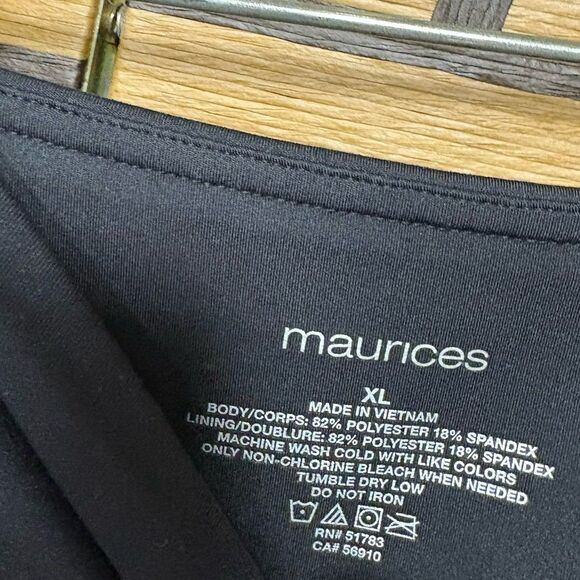 maurices
XL
MADE IN VIETNAM
BODY/CORPS: 82% POLYESTER 18% SPANDEX
LINING/DOUBLURE: 82% POLYESTER 18% SPANDEX
MACHINE WASH COLD WITH LIKE COLORS
ONLY NON-CHLORINE BLEACH WHEN NEEDED
TUMBLE DRY LOW
DO NOT IRON
RN# 51783
CA# 56910